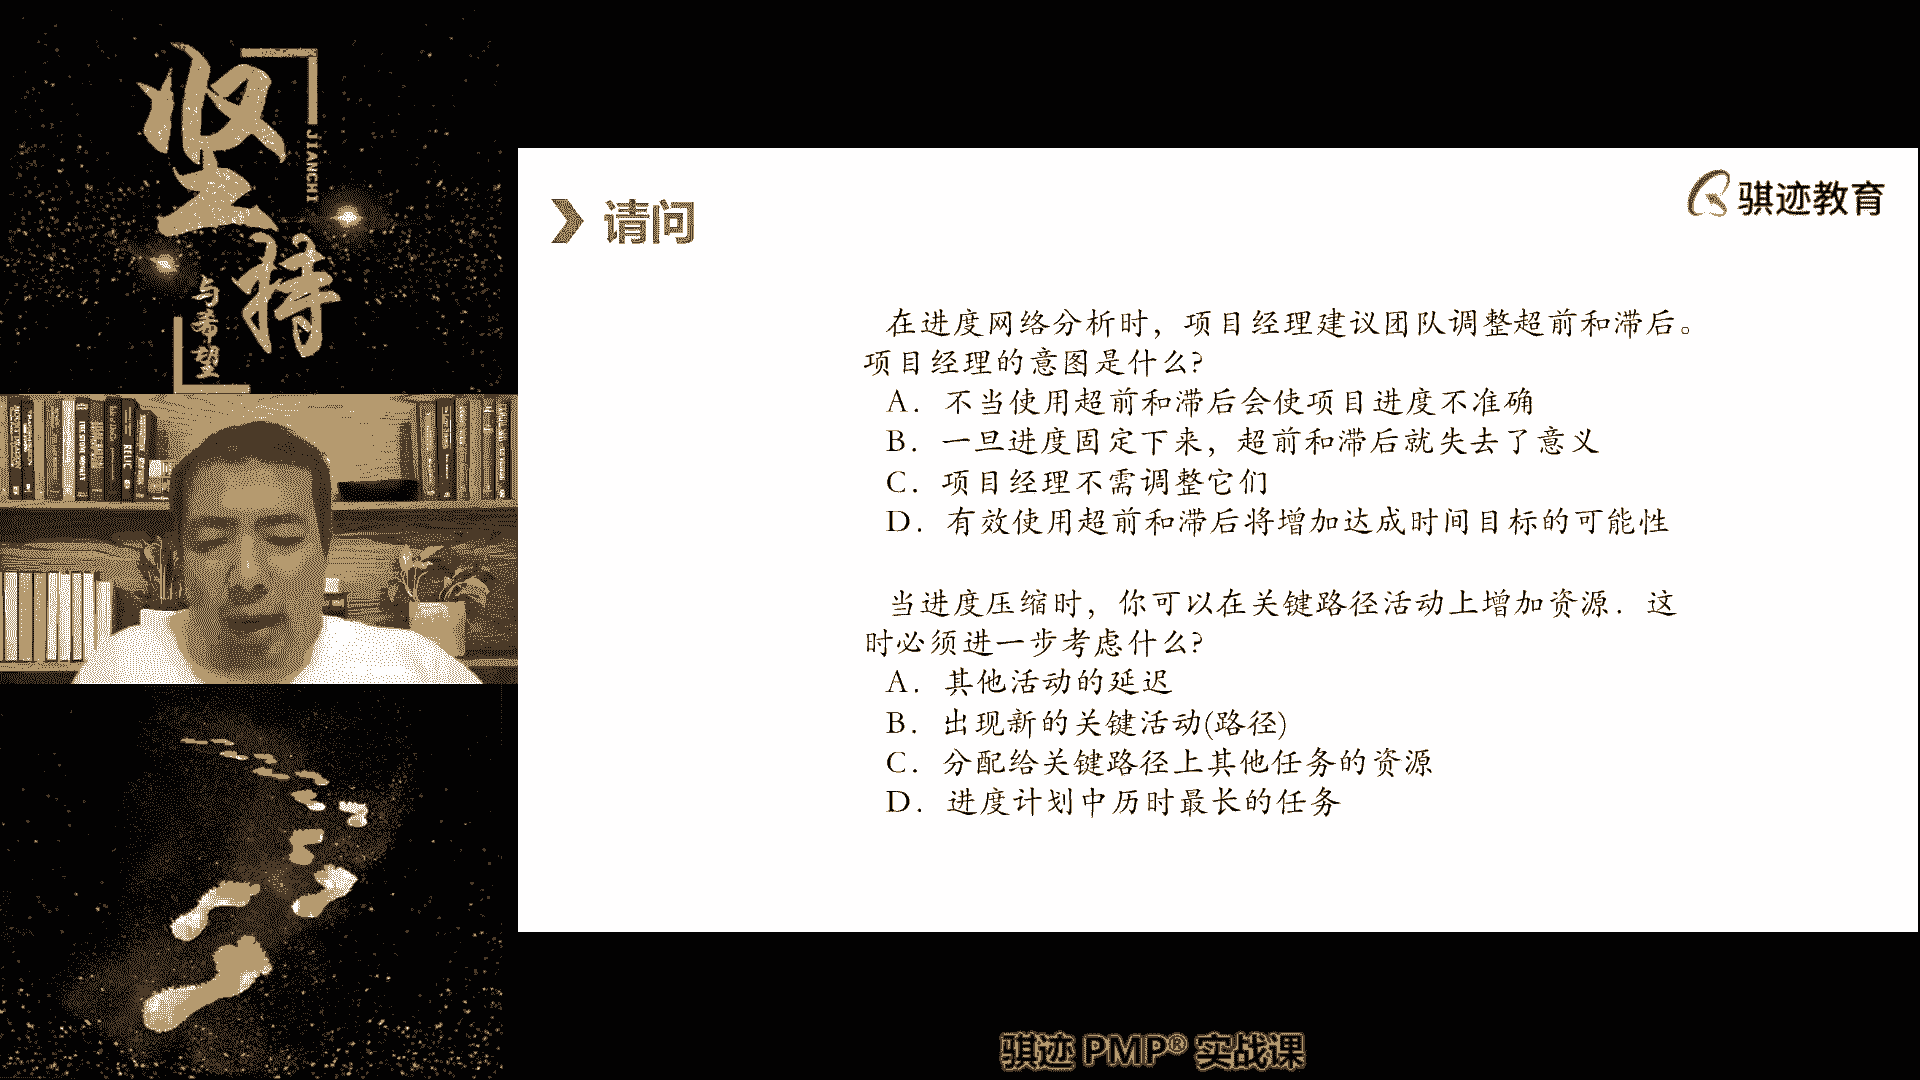 坚持
JIANCHI
与希望
请问
骐迹教育
在进度网络分析时，项目经理建议团队调整超前和滞后。
项目经理的意图是什么?
A. 不当使用超前和滞后会使项目进度不准确
B. 一旦进度固定下来，超前和滞后就失去了意义
C. 项目经理不需调整它们
D. 有效使用超前和滞后将增加达成时间目标的可能性
当进度压缩时，你可以在关键路径活动上增加资源. 这
时必须进一步考虑什么?
A. 其他活动的延迟
B. 出现新的关键活动(路径)
C. 分配给关键路径上其他任务的资源
D. 进度计划中历时最长的任务
骐迹 PMP® 实战课